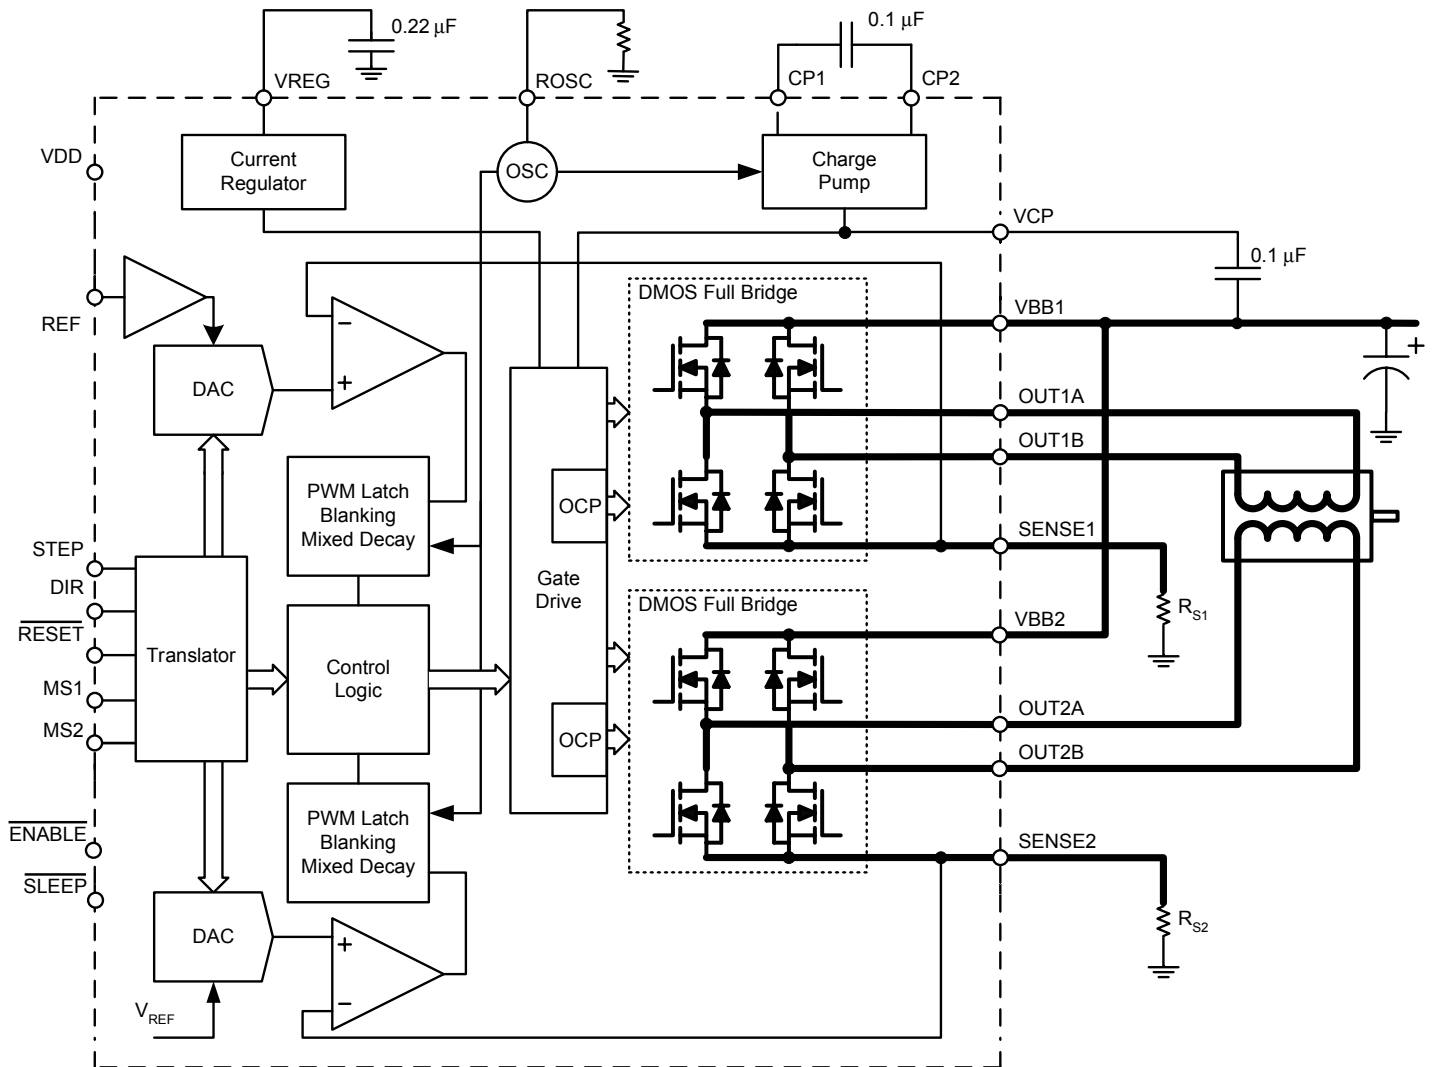 0.22 µF
0.1 µF
VREG
ROSC
CP1
CP2
VDD
Current
Regulator
OSC
Charge
Pump
VCP
0.1 µF
REF
DMOS Full Bridge
VBB1
−
+
+
DAC
OUT1A
OUT1B
PWM Latch
Blanking
Mixed Decay
OCP
SENSE1
STEP
DIR
RESET
MS1
MS2
Translator
Control
Logic
Gate
Drive
DMOS Full Bridge
RS1
VBB2
OUT2A
OCP
OUT2B
PWM Latch
Blanking
Mixed Decay
ENABLE
SLEEP
SENSE2
DAC
+
−
RS2
VREF